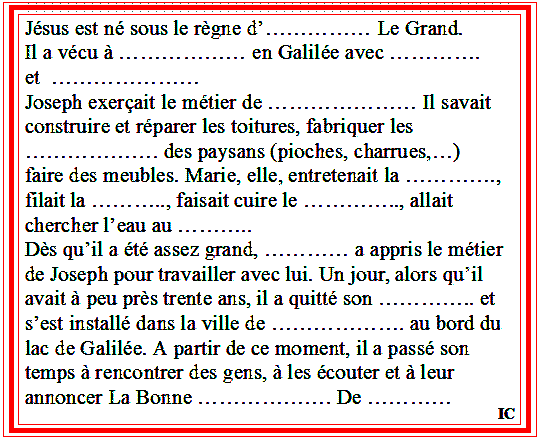 Jésus est né sous le règne d’…………… Le Grand.
Il a vécu à ……………… en Galilée avec ………….
et …………………
Joseph exerçait le métier de ………………… Il savait
construire et réparer les toitures, fabriquer les
………………. des paysans (pioches, charrues,…)
faire des meubles. Marie, elle, entretenait la ………….,
filait la ……….., faisait cuire le ………….., allait
chercher l’eau au ………..
Dès qu’il a été assez grand, ………… a appris le métier
de Joseph pour travailler avec lui. Un jour, alors qu’il
avait à peu près trente ans, il a quitté son ………….. et
s’est installé dans la ville de ………………. au bord du
lac de Galilée. A partir de ce moment, il a passé son
temps à rencontrer des gens, à les écouter et à leur
annoncer La Bonne ………………. De …………
IC